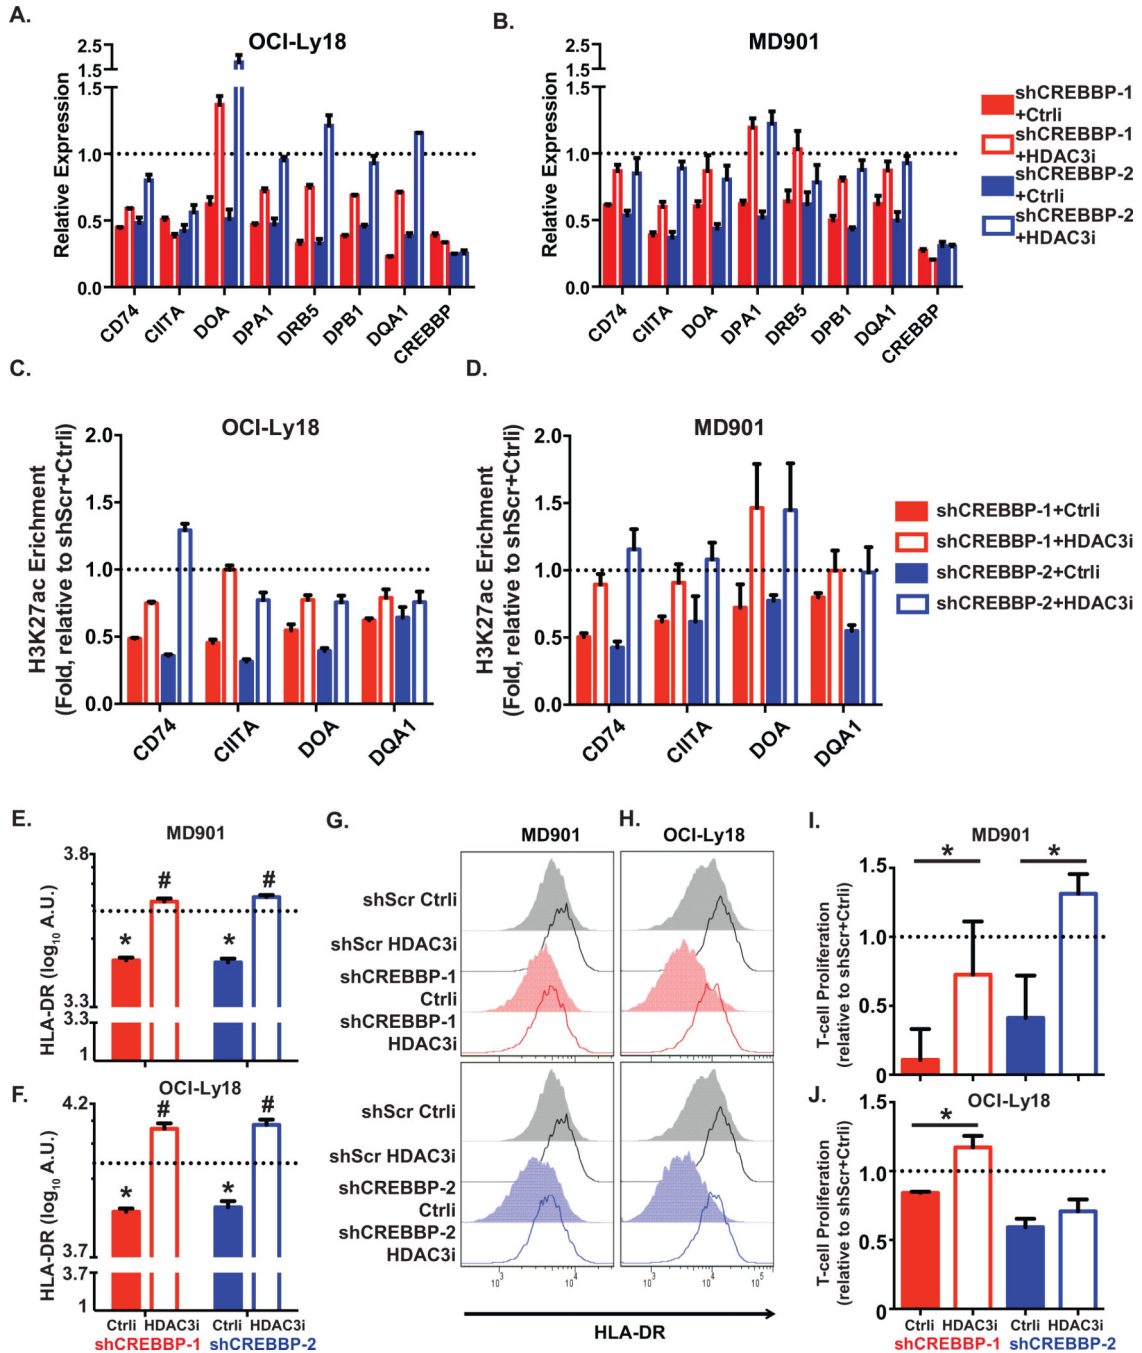 A.
OCI-Ly18
Relative Expression
2.5
1.5
1.5
1.0
0.5
0.0
CD74
CIITA
DOA
DPA1
DRB5
DPB1
DQA1
CREBBP
B.
MD901
Relative Expression
2.5
1.5
1.5
1.0
0.5
0.0
CD74
CIITA
DOA
DPA1
DRB5
DPB1
DQA1
CREBBP
shCREBBP-1
+Ctrli
shCREBBP-1
+HDAC3i
shCREBBP-2
+Ctrli
shCREBBP-2
+HDAC3i
C.
OCI-Ly18
H3K27ac Erichment
(Fold, relative to shScr+Ctrli)
2.0
1.5
1.0
0.5
0.0
CD74
CIITA
DOA
DQA1
D.
MD901
H3K27ac Erichment
(Fold, relative to shScr+Ctrli)
2.0
1.5
1.0
0.5
0.0
CD74
CIITA
DOA
DQA1
shCREBBP-1+Ctrli
shCREBBP-1+HDAC3i
shCREBBP-2+Ctrli
shCREBBP-2+HDAC3i
E.
MD901
HLA-DR (log10 A.U.)
3.8
3.3
3.3
1
* # * #
F.
OCI-Ly18
HLA-DR (log10 A.U.)
4.2
3.7
3.7
1
* # * #
Ctrli HDAC3i Ctrli HDAC3i
shCREBBP-1 shCREBBP-2
G.
MD901
H.
OCI-Ly18
shScr Ctrli
shScr HDAC3i
shCREBBP-1
Ctrli
shCREBBP-1
HDAC3i
shScr Ctrli
shScr HDAC3i
shCREBBP-2
Ctrli
shCREBBP-2
HDAC3i
10^3 10^4 10^3 10^4 10^5
HLA-DR
I.
MD901
T-cell Proliferation
(relative to shScr+Ctrli)
1.5
1.0
0.5
0
* *
J.
OCI-Ly18
T-cell Proliferation
(relative to shScr+Ctrli)
1.5
1.0
0.5
0
*
Ctrli HDAC3i Ctrli HDAC3i
shCREBBP-1 shCREBBP-2